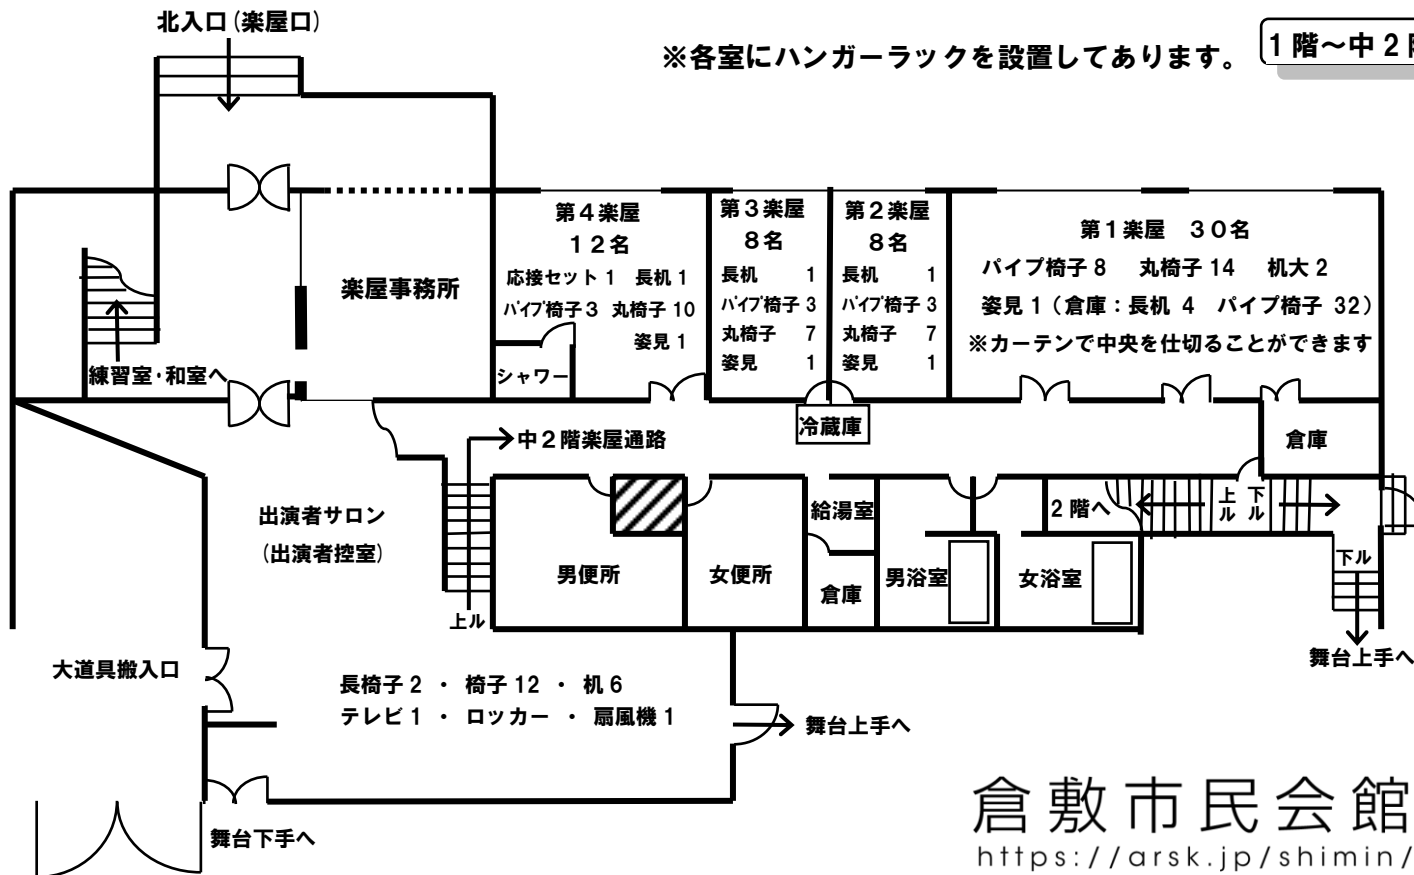 北入口(楽屋口)
※各室にハンガーラックを設置してあります。
1階～中2
第4楽屋
12名
応接セット1 長机1
パイプ椅子3 丸椅子10
姿見1
シャワー
第3楽屋
8名
長机 1
パイプ椅子3
丸椅子 7
姿見 1
第2楽屋
8名
長机 1
パイプ椅子3
丸椅子 7
姿見 1
第1楽屋 30名
パイプ椅子8 丸椅子14 机大2
姿見1(倉庫:長机 4 パイプ椅子 32)
※カーテンで中央を仕切ることができます
楽屋事務所
練習室・和室へ
中2階楽屋通路
冷蔵庫
倉庫
出演者サロン
(出演者控室)
上ル
男便所
女便所
給湯室
倉庫
男浴室
女浴室
2階へ
上ル
下ル
下ル
舞台上手へ
大道具搬入口
長椅子2 ・ 椅子12 ・ 机6
テレビ1 ・ ロッカー ・ 扇風機1
舞台上手へ
舞台下手へ
倉敷市民会館
https://arsk.jp/shimin/